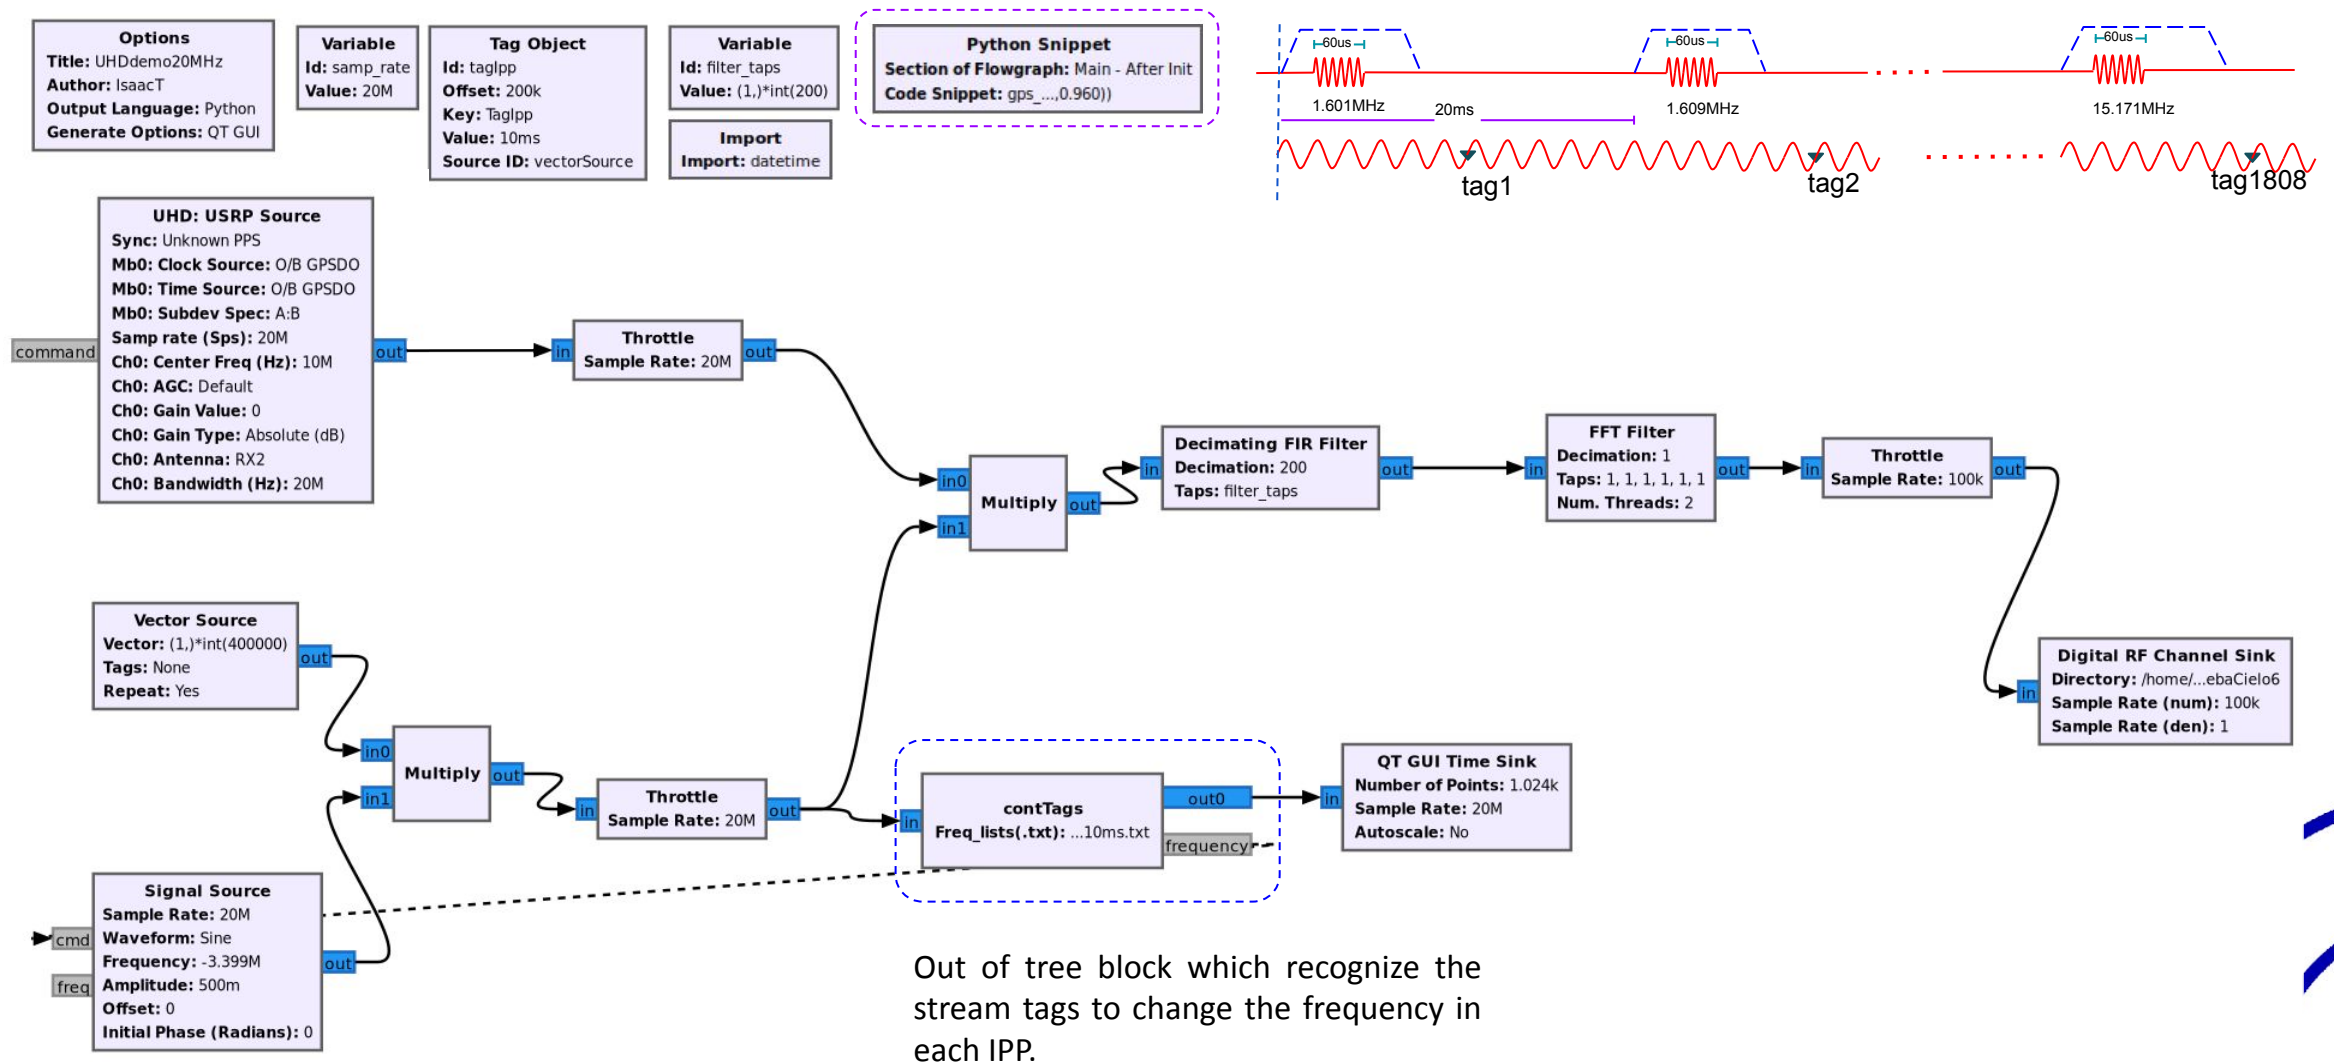 Options
Title: UHDdemo20MHz
Author: IsaacT
Output Language: Python
Generate Options: QT GUI
Variable
Id: samp_rate
Value: 20M
Tag Object
Id: tagIpp
Offset: 200k
Key: TagIpp
Value: 10ms
Source ID: vectorSource
Variable
Id: filter_taps
Value: (1,)*int(200)
Import
Import: datetime
Python Snippet
Section of Flowgraph: Main - After Init
Code Snippet: gps_...,0.960))
60us
60us
60us
1.601MHz
1.609MHz
15.171MHz
20ms
tag1
tag2
tag1808
UHD: USRP Source
Sync: Unknown PPS
Mb0: Clock Source: O/B GPSDO
Mb0: Time Source: O/B GPSDO
Mb0: Subdev Spec: A:B
Samp rate (Sps): 20M
Ch0: Center Freq (Hz): 10M
Ch0: AGC: Default
Ch0: Gain Value: 0
Ch0: Gain Type: Absolute (dB)
Ch0: Antenna: RX2
Ch0: Bandwidth (Hz): 20M
command
out
in
Throttle
Sample Rate: 20M
out
in0
in1
Multiply
out
in
Decimating FIR Filter
Decimation: 200
Taps: filter_taps
out
in
FFT Filter
Decimation: 1
Taps: 1, 1, 1, 1, 1, 1
Num. Threads: 2
out
in
Throttle
Sample Rate: 100k
out
Vector Source
Vector: (1,)*int(400000)
Tags: None
Repeat: Yes
out
in0
in1
Multiply
out
in
Throttle
Sample Rate: 20M
out
in
contTags
Freq_lists(.txt): ...10ms.txt
out0
frequency
in
QT GUI Time Sink
Number of Points: 1.024k
Sample Rate: 20M
Autoscale: No
in
Digital RF Channel Sink
Directory: /home/...ebaCielo6
Sample Rate (num): 100k
Sample Rate (den): 1
Signal Source
Sample Rate: 20M
Waveform: Sine
Frequency: -3.399M
Amplitude: 500m
Offset: 0
Initial Phase (Radians): 0
cmd
freq
out
Out of tree block which recognize the
stream tags to change the frequency in
each IPP.